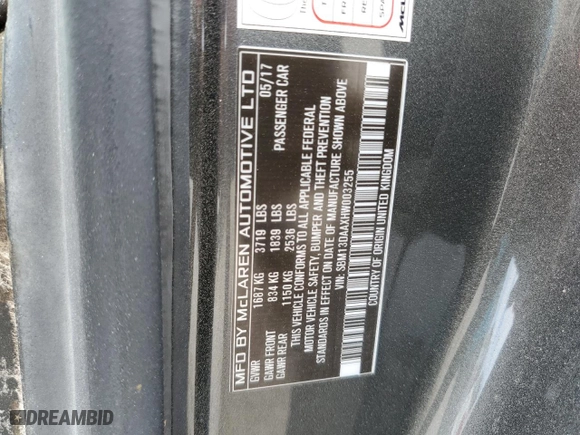 MFD BY McLAREN AUTOMOTIVE LTD
GVWR 1687 KG 3719 LBS 05/17
GAWR FRONT 834 KG 1839 LBS
GAWR REAR 1150 KG 2536 LBS PASSENGER CAR
THIS VEHICLE CONFORMS TO ALL APPLICABLE FEDERAL
MOTOR VEHICLE SAFETY, BUMPER AND THEFT PREVENTION
STANDARDS IN EFFECT ON DATE OF MANUFACTURE SHOWN ABOVE
VIN: SBM13DAAXHW003255
COUNTRY OF ORIGIN UNITED KINGDOM
DREAMBID